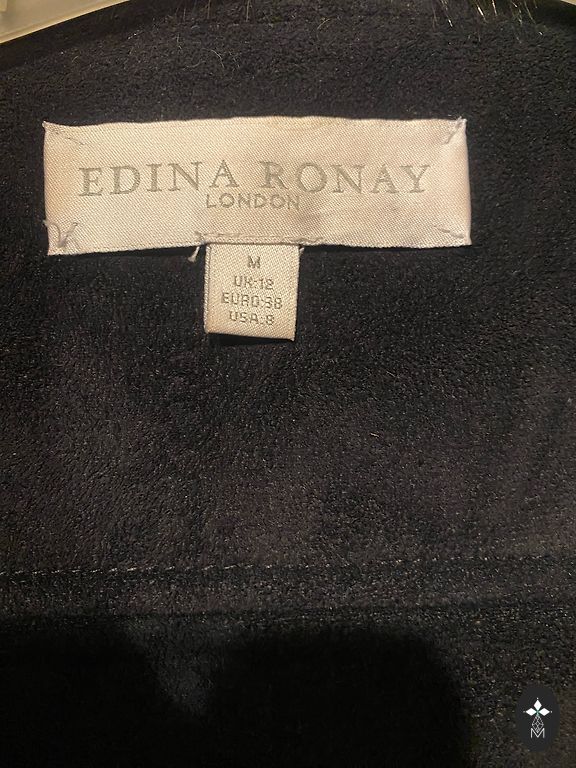 EDINA RONAY
LONDON
M
UK:12
EURO:38
USA:8
M